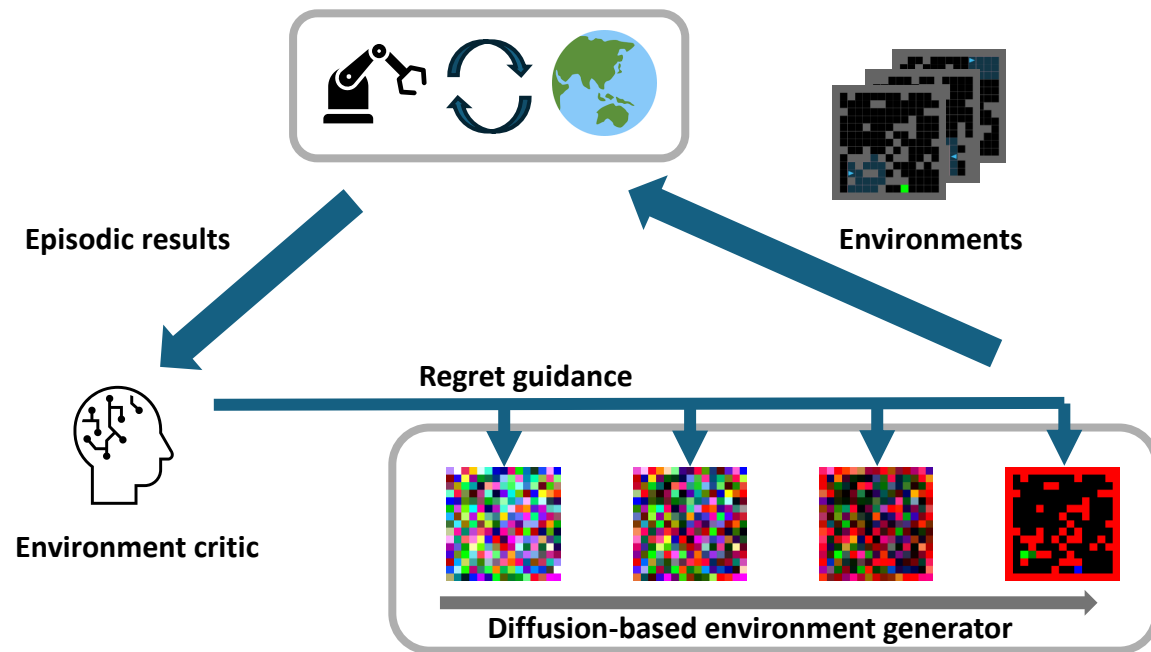 Episodic results
Environments
Regret guidance
Environment critic
Diffusion-based environment generator